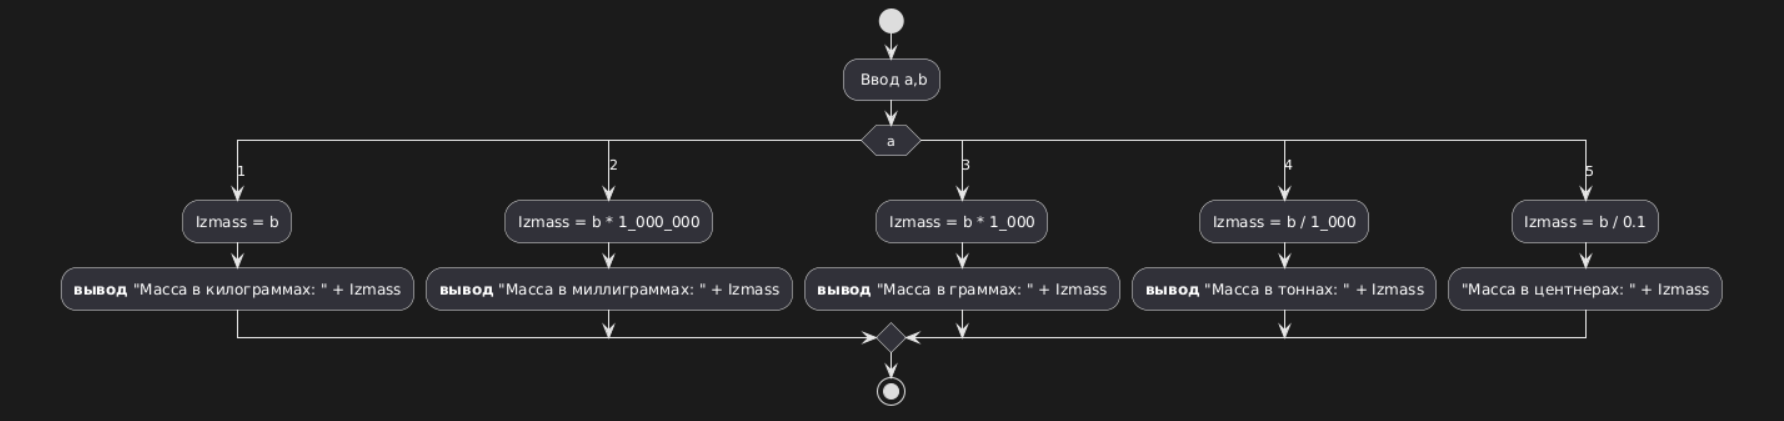 Ввод a,b
a
1
2
3
4
5
Izmass = b
Izmass = b * 1_000_000
Izmass = b * 1_000
Izmass = b / 1_000
Izmass = b / 0.1
вывод "Масса в килограммах: " + Izmass
вывод "Масса в миллиграммах: " + Izmass
вывод "Масса в граммах: " + Izmass
вывод "Масса в тоннах: " + Izmass
"Масса в центнерах: " + Izmass